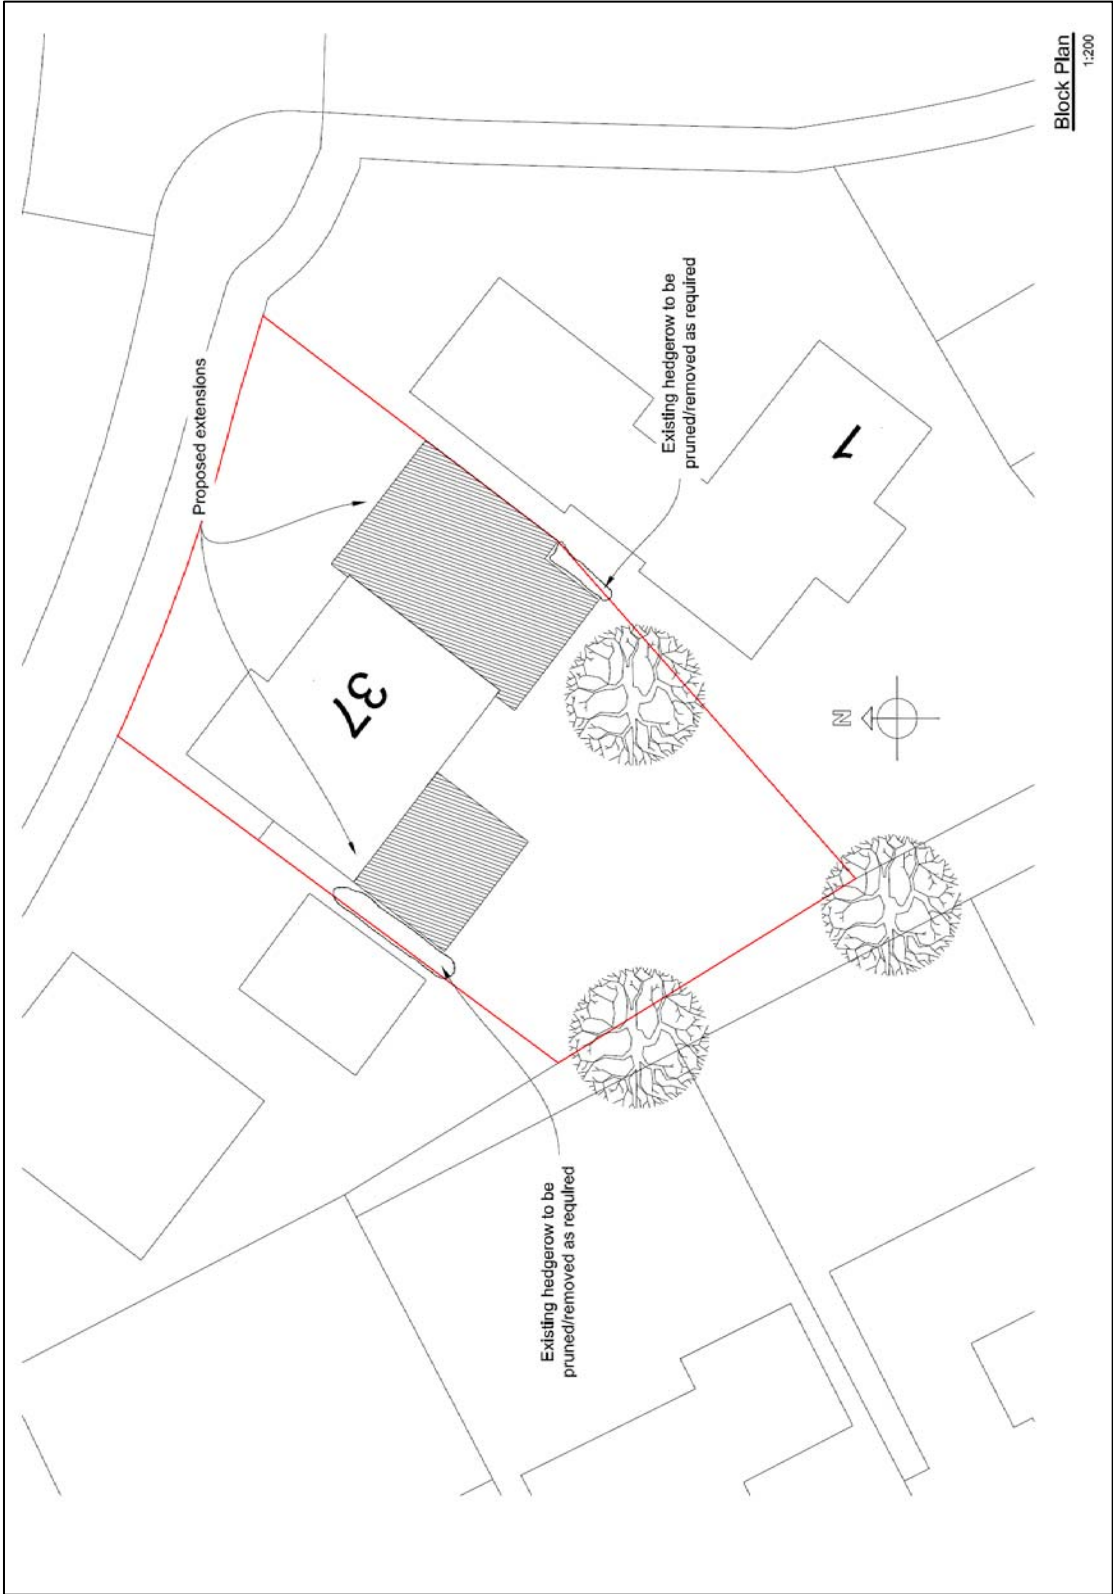 Block Plan
1:200
Proposed extensions
Existing hedgerow to be
pruned/removed as required
37
1
N
Existing hedgerow to be
pruned/removed as required